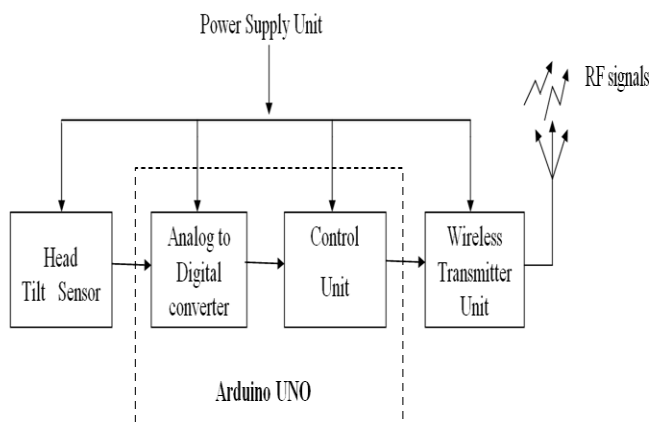 Power Supply Unit
RF signals
Head
Tilt Sensor
Analog to
Digital
converter
Control
Unit
Wireless
Transmitter
Unit
Arduino UNO